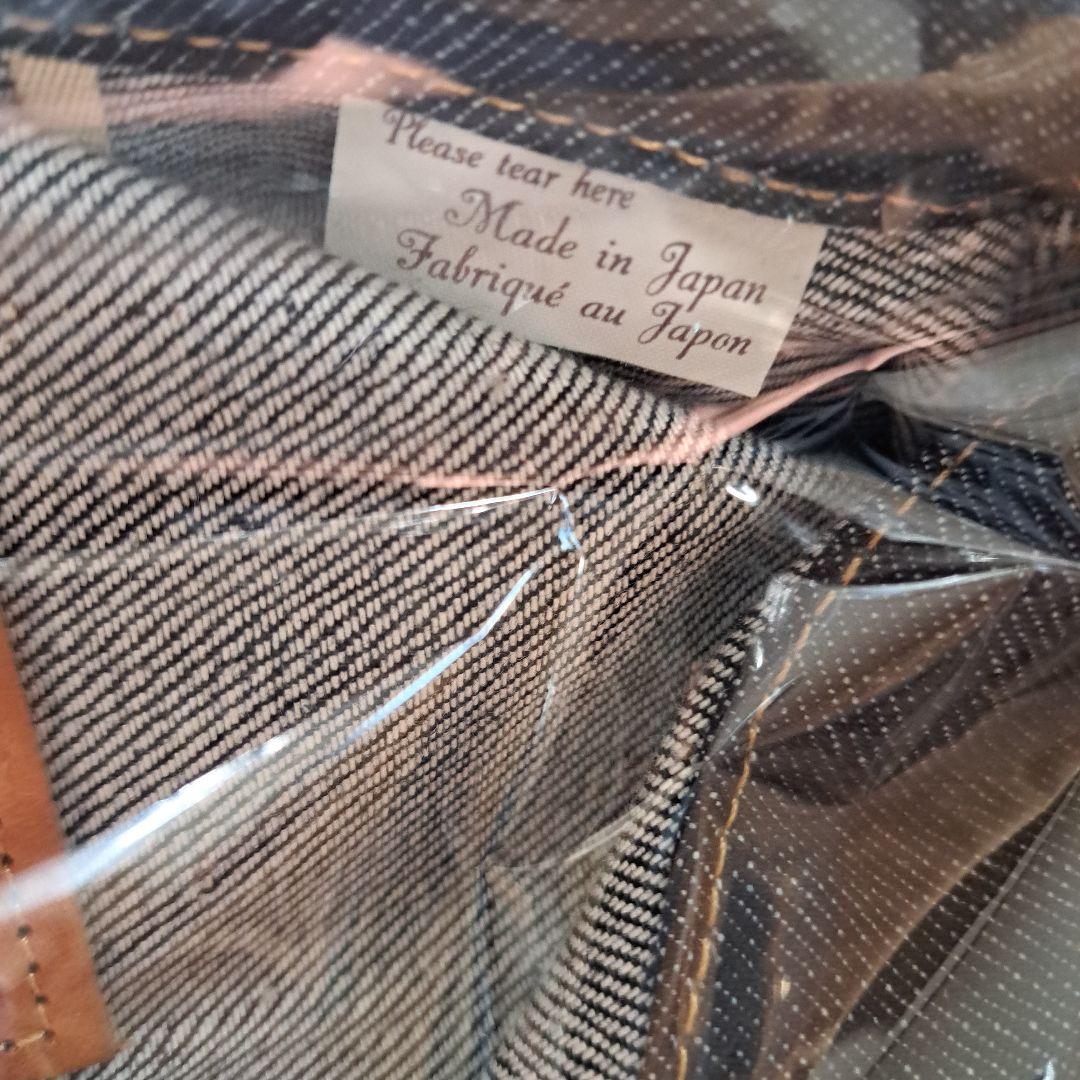 Please tear here
Made in Japan
Fabriqué au Japon